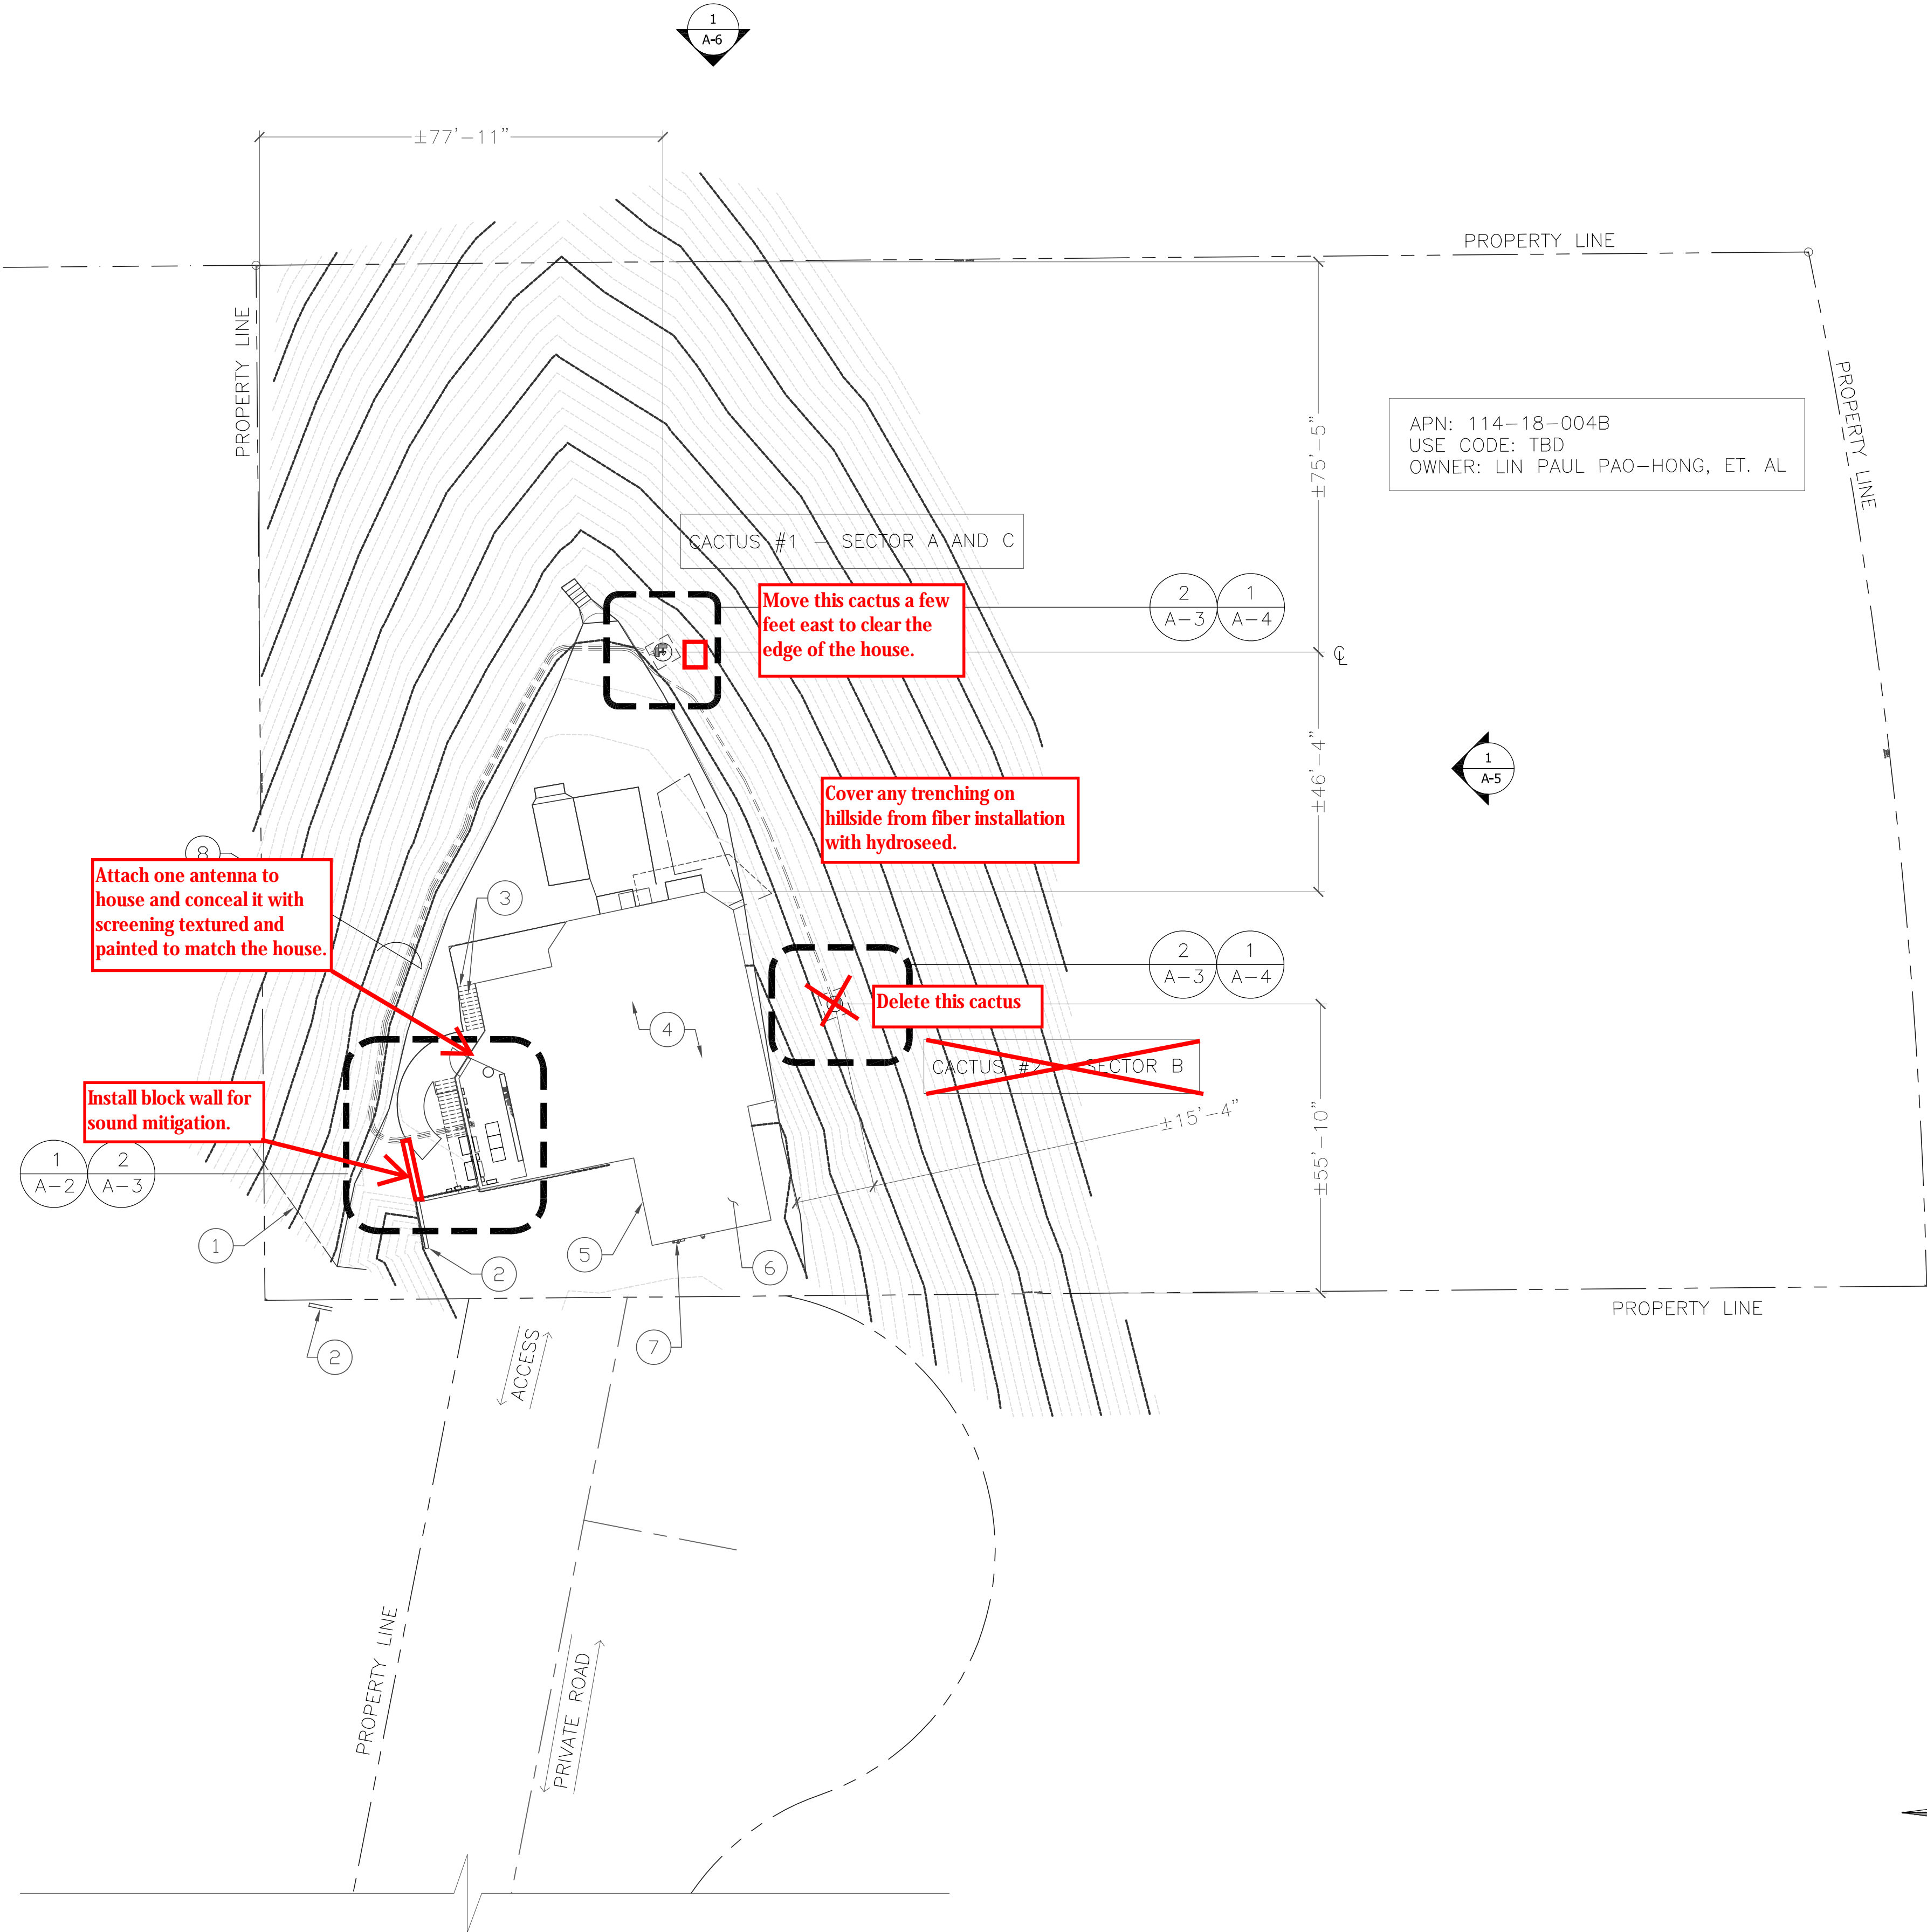 1
A-6
±77'-11"
PROPERTY LINE
PROPERTY LINE
PROPERTY LINE
APN: 114-18-004B
USE CODE: TBD
OWNER: LIN PAUL PAO-HONG, ET. AL
±75'-5"
CACTUS #1 - SECTOR A AND C
Move this cactus a few
feet east to clear the
edge of the house.
2
A-3
1
A-4
℄
±46'-4"
1
A-5
Cover any trenching on
hillside from fiber installation
with hydroseed.
8
Attach one antenna to
house and conceal it with
screening textured and
painted to match the house.
3
2
A-3
1
A-4
Delete this cactus
4
CACTUS #2 - SECTOR B
Install block wall for
sound mitigation.
±15'-4"
±55'-10"
1
A-2
2
A-3
1
2
5
6
PROPERTY LINE
2
7
ACCESS
PROPERTY LINE
PRIVATE ROAD